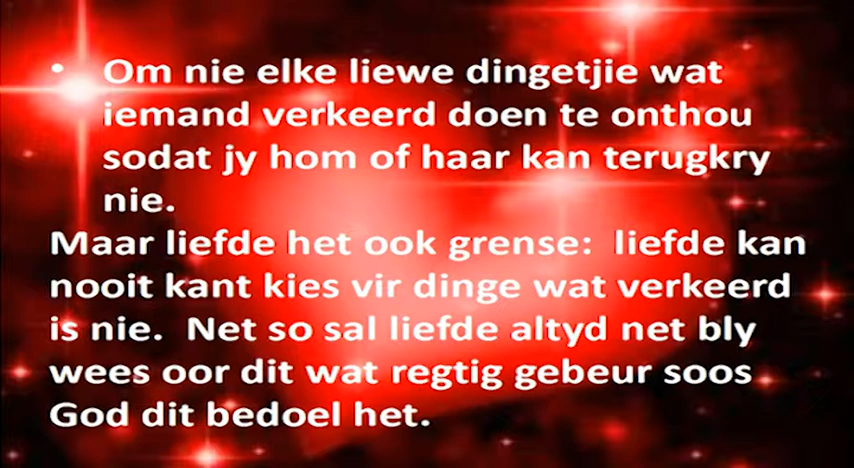 • Om nie elke liewe dingetjie wat
iemand verkeerd doen te onthou
sodat jy hom of haar kan terugkry
nie.
Maar liefde het ook grense:  liefde kan
nooit kant kies vir dinge wat verkeerd
is nie.  Net so sal liefde altyd net bly
wees oor dit wat regtig gebeur soos
God dit bedoel het.